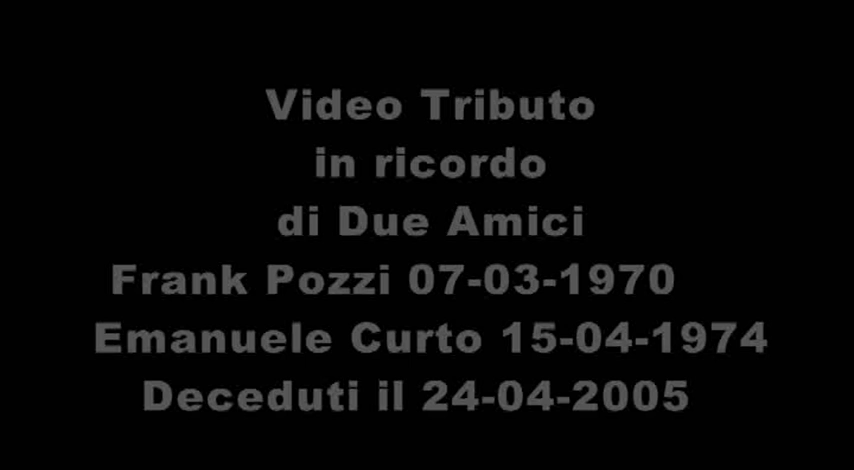 Video Tributo
in ricordo
di Due Amici
Frank Pozzi 07-03-1970
Emanuele Curto 15-04-1974
Deceduti il 24-04-2005